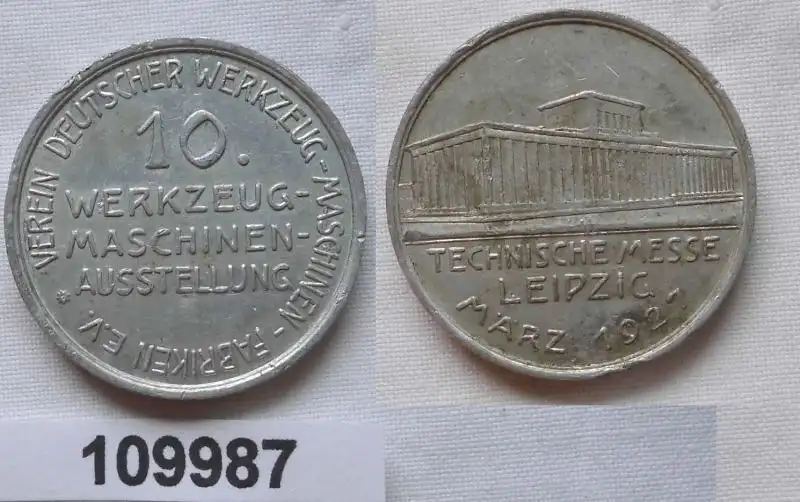 VEREIN DEUTSCHER WERKZEUG-MASCHINEN-FABRIKEN E.V.
10.
WERKZEUG-
MASCHINEN-
AUSSTELLUNG
TECHNISCHE MESSE
LEIPZIG
MÄRZ
109987